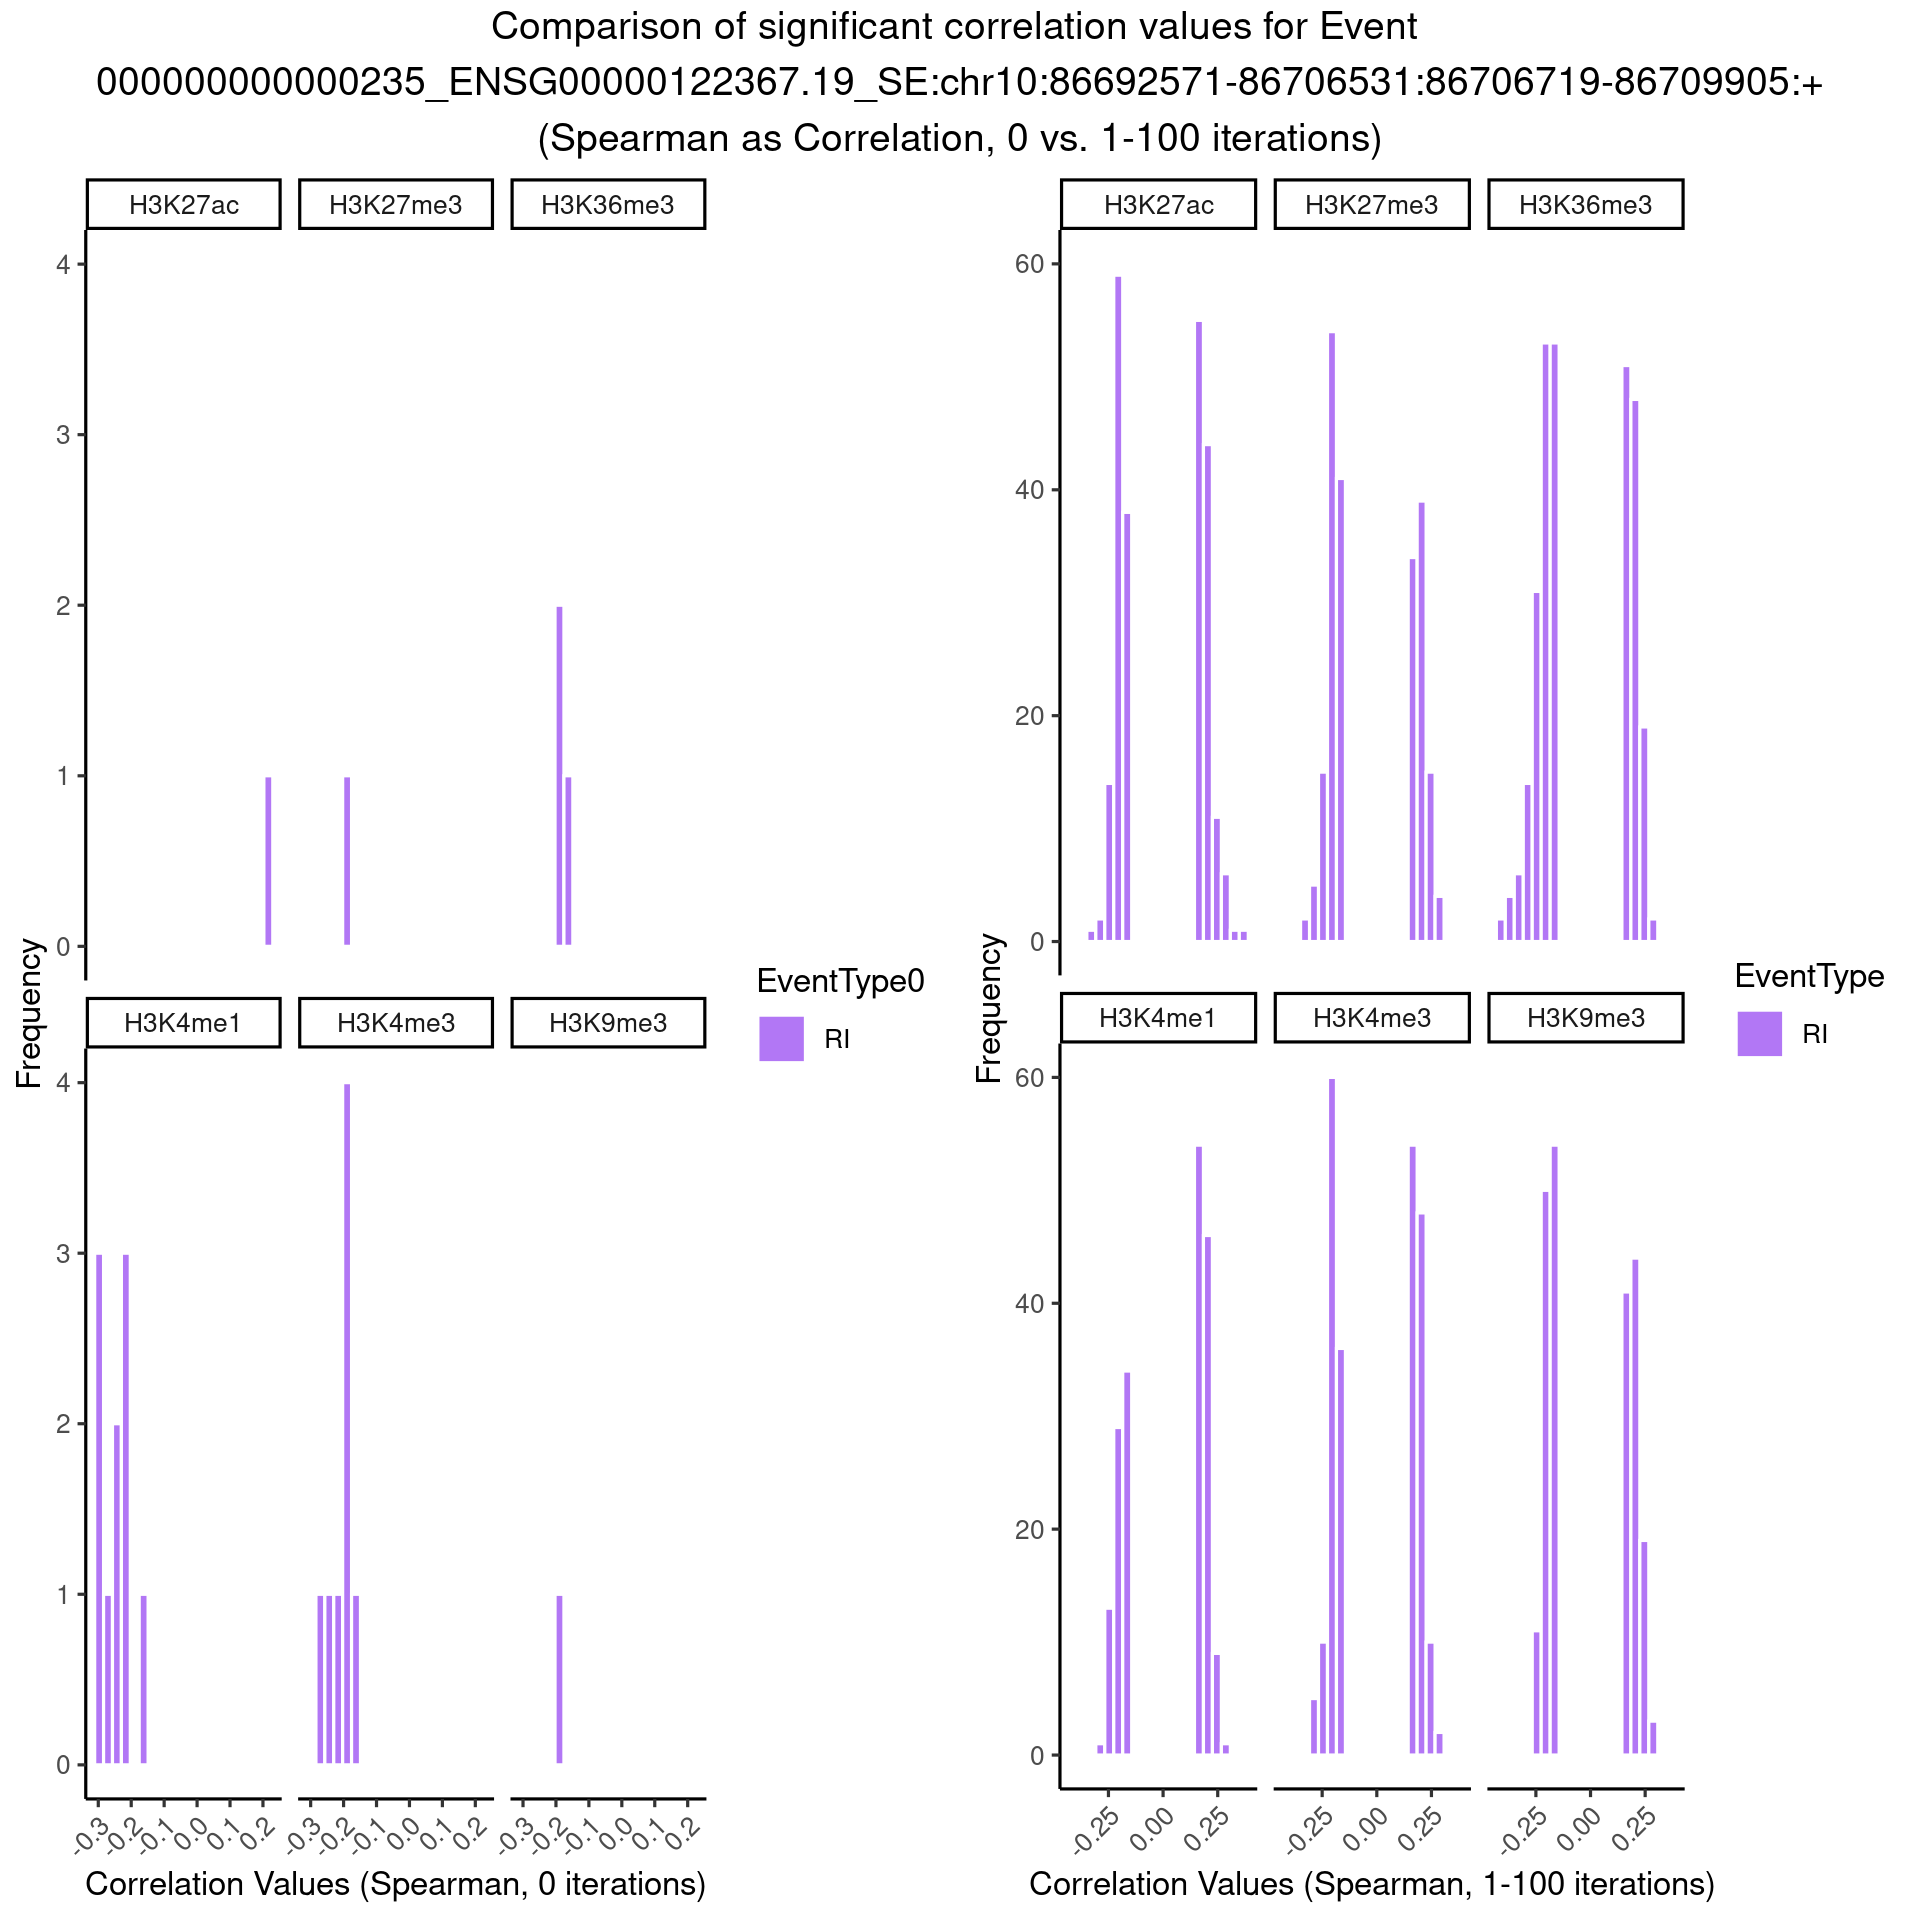 Comparison of significant correlation values for Event
000000000000235_ENSG00000122367.19_SE:chr10:86692571-86706531:86706719-86709905:+
(Spearman as Correlation, 0 vs. 1-100 iterations)
H3K27ac H3K27me3 H3K36me3
4
3
2
1
0
H3K4me1 H3K4me3 H3K9me3
4
3
2
1
0
-0.3 -0.2 -0.1 0.0 0.1 0.2 -0.3 -0.2 -0.1 0.0 0.1 0.2 -0.3 -0.2 -0.1 0.0 0.1 0.2
Correlation Values (Spearman, 0 iterations)
Frequency
EventType0
RI
H3K27ac H3K27me3 H3K36me3
60
40
20
0
H3K4me1 H3K4me3 H3K9me3
60
40
20
0
-0.25 0.00 0.25 -0.25 0.00 0.25 -0.25 0.00 0.25
Correlation Values (Spearman, 1-100 iterations)
Frequency
EventType
RI